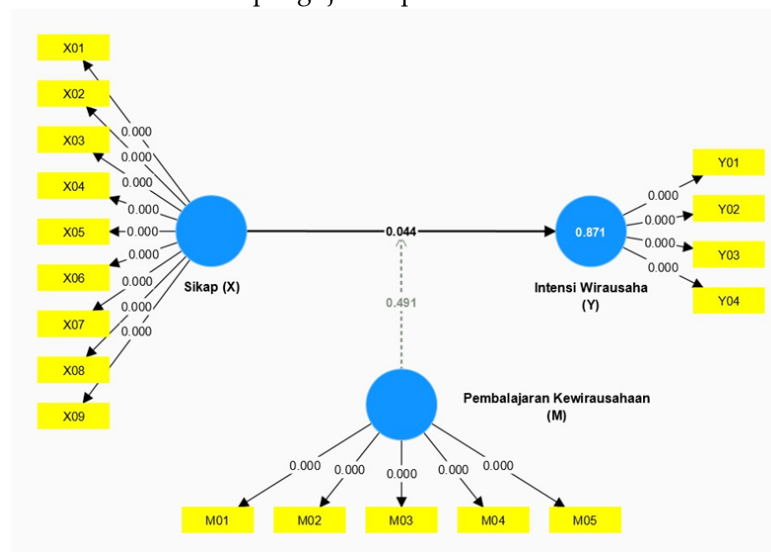 X01
X02
X03
X04
X05
X06
X07
X08
X09
0.000
0.000
0.000
0.000
0.000
0.000
0.000
0.000
0.000
Sikap (X)
0.044
0.491
0.871
Intensi Wirausaha
(Y)
0.000
0.000
0.000
0.000
Y01
Y02
Y03
Y04
Pembalajaran Kewirausahaan
(M)
0.000
0.000
0.000
0.000
0.000
M01
M02
M03
M04
M05